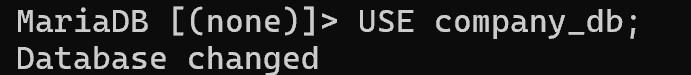 MariaDB [(none)]> USE company_db;
Database changed